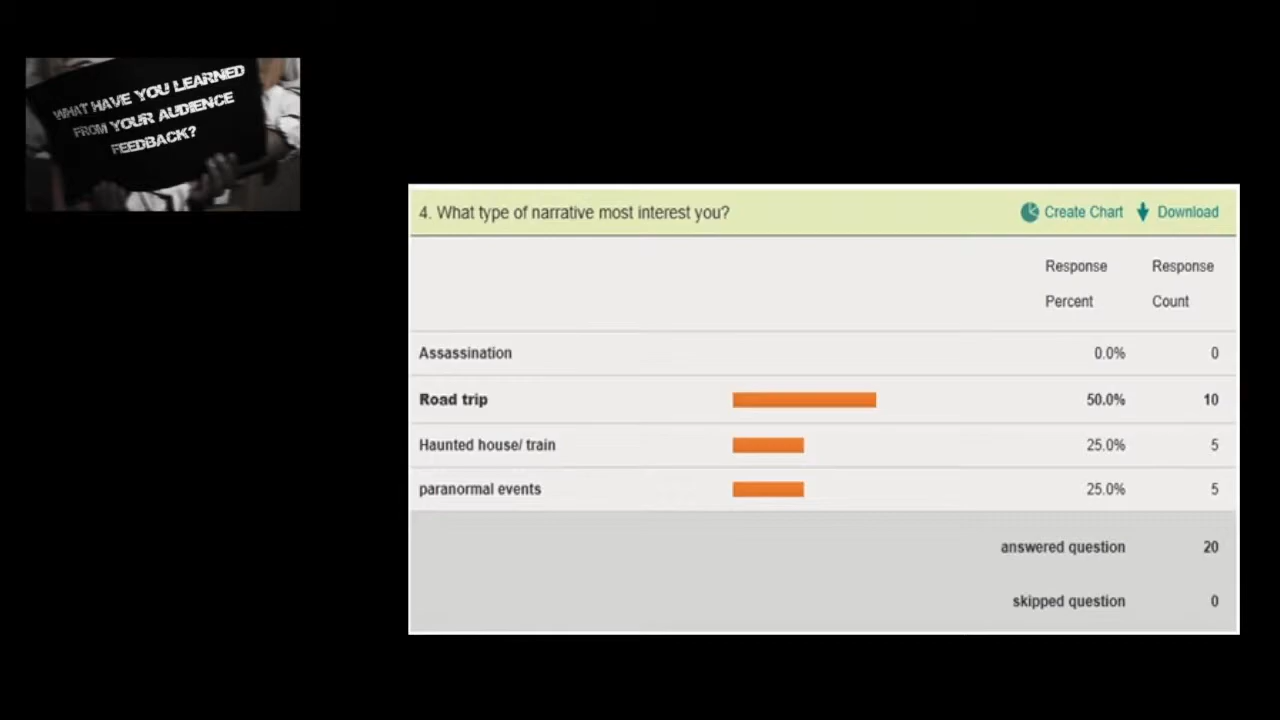 WHAT HAVE YOU LEARNED
FROM YOUR AUDIENCE
FEEDBACK?
4. What type of narrative most interest you?
Create Chart
Download
Response Percent
Response Count
Assassination 0.0% 0
Road trip 50.0% 10
Haunted house/ train 25.0% 5
paranormal events 25.0% 5
answered question 20
skipped question 0